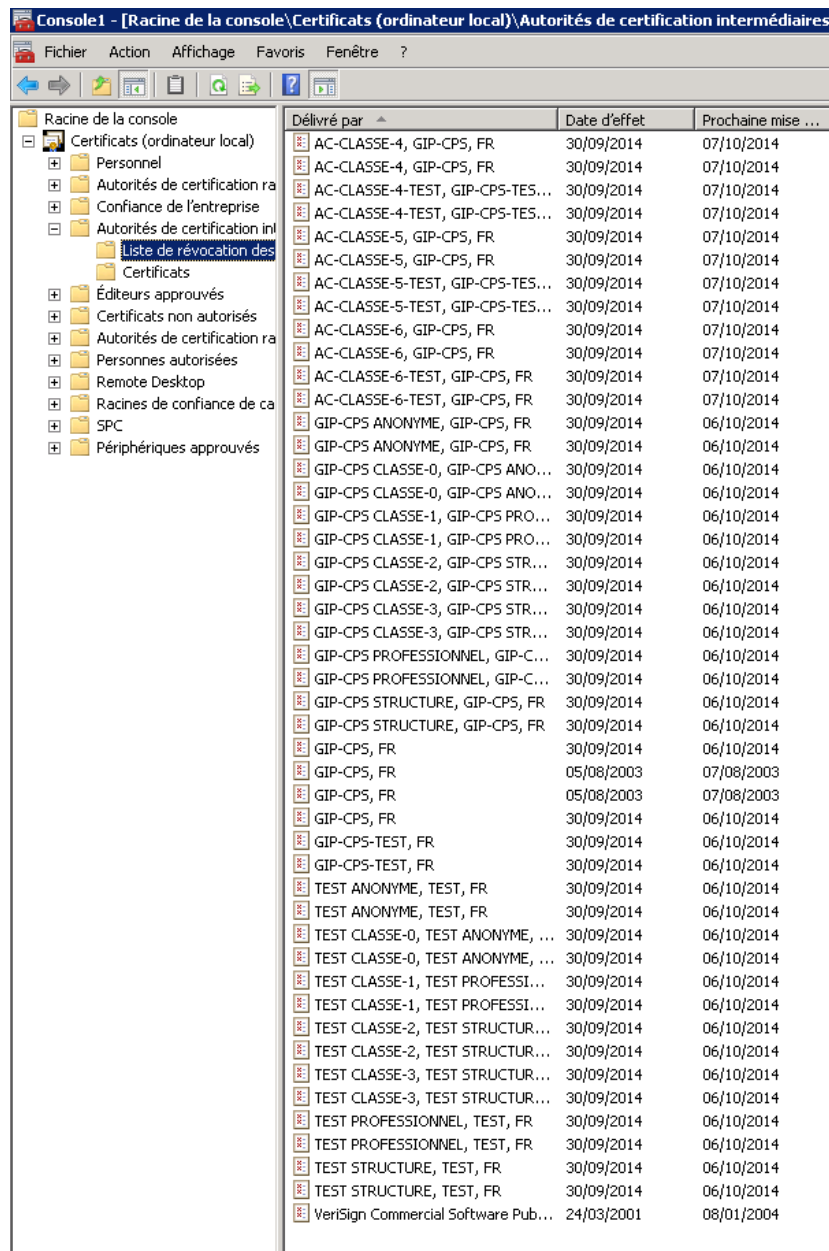 Console1 - [Racine de la console\Certificats (ordinateur local)\Autorités de certification intermédiaires
Fichier Action Affichage Favoris Fenêtre ?
Racine de la console
Certificats (ordinateur local)
Personnel
Autorités de certification ra
Confiance de l'entreprise
Autorités de certification int
Liste de révocation des
Certificats
Éditeurs approuvés
Certificats non autorisés
Autorités de certification ra
Personnes autorisées
Remote Desktop
Racines de confiance de ca
SPC
Périphériques approuvés
Délivré par Date d'effet Prochaine mise ...
AC-CLASSE-4, GIP-CPS, FR 30/09/2014 07/10/2014
AC-CLASSE-4, GIP-CPS, FR 30/09/2014 07/10/2014
AC-CLASSE-4-TEST, GIP-CPS-TES... 30/09/2014 07/10/2014
AC-CLASSE-4-TEST, GIP-CPS-TES... 30/09/2014 07/10/2014
AC-CLASSE-5, GIP-CPS, FR 30/09/2014 07/10/2014
AC-CLASSE-5, GIP-CPS, FR 30/09/2014 07/10/2014
AC-CLASSE-5-TEST, GIP-CPS-TES... 30/09/2014 07/10/2014
AC-CLASSE-5-TEST, GIP-CPS-TES... 30/09/2014 07/10/2014
AC-CLASSE-6, GIP-CPS, FR 30/09/2014 07/10/2014
AC-CLASSE-6, GIP-CPS, FR 30/09/2014 07/10/2014
AC-CLASSE-6-TEST, GIP-CPS, FR 30/09/2014 07/10/2014
AC-CLASSE-6-TEST, GIP-CPS, FR 30/09/2014 07/10/2014
GIP-CPS ANONYME, GIP-CPS, FR 30/09/2014 06/10/2014
GIP-CPS ANONYME, GIP-CPS, FR 30/09/2014 06/10/2014
GIP-CPS CLASSE-0, GIP-CPS ANO... 30/09/2014 06/10/2014
GIP-CPS CLASSE-0, GIP-CPS ANO... 30/09/2014 06/10/2014
GIP-CPS CLASSE-1, GIP-CPS PRO... 30/09/2014 06/10/2014
GIP-CPS CLASSE-1, GIP-CPS PRO... 30/09/2014 06/10/2014
GIP-CPS CLASSE-2, GIP-CPS STR... 30/09/2014 06/10/2014
GIP-CPS CLASSE-2, GIP-CPS STR... 30/09/2014 06/10/2014
GIP-CPS CLASSE-3, GIP-CPS STR... 30/09/2014 06/10/2014
GIP-CPS CLASSE-3, GIP-CPS STR... 30/09/2014 06/10/2014
GIP-CPS PROFESSIONNEL, GIP-C... 30/09/2014 06/10/2014
GIP-CPS PROFESSIONNEL, GIP-C... 30/09/2014 06/10/2014
GIP-CPS STRUCTURE, GIP-CPS, FR 30/09/2014 06/10/2014
GIP-CPS STRUCTURE, GIP-CPS, FR 30/09/2014 06/10/2014
GIP-CPS, FR 30/09/2014 06/10/2014
GIP-CPS, FR 05/08/2003 07/08/2003
GIP-CPS, FR 05/08/2003 07/08/2003
GIP-CPS, FR 30/09/2014 06/10/2014
GIP-CPS-TEST, FR 30/09/2014 06/10/2014
GIP-CPS-TEST, FR 30/09/2014 06/10/2014
TEST ANONYME, TEST, FR 30/09/2014 06/10/2014
TEST ANONYME, TEST, FR 30/09/2014 06/10/2014
TEST CLASSE-0, TEST ANONYME, ... 30/09/2014 06/10/2014
TEST CLASSE-0, TEST ANONYME, ... 30/09/2014 06/10/2014
TEST CLASSE-1, TEST PROFESSI... 30/09/2014 06/10/2014
TEST CLASSE-1, TEST PROFESSI... 30/09/2014 06/10/2014
TEST CLASSE-2, TEST STRUCTUR... 30/09/2014 06/10/2014
TEST CLASSE-2, TEST STRUCTUR... 30/09/2014 06/10/2014
TEST CLASSE-3, TEST STRUCTUR... 30/09/2014 06/10/2014
TEST CLASSE-3, TEST STRUCTUR... 30/09/2014 06/10/2014
TEST PROFESSIONNEL, TEST, FR 30/09/2014 06/10/2014
TEST PROFESSIONNEL, TEST, FR 30/09/2014 06/10/2014
TEST STRUCTURE, TEST, FR 30/09/2014 06/10/2014
TEST STRUCTURE, TEST, FR 30/09/2014 06/10/2014
VeriSign Commercial Software Pub... 24/03/2001 08/01/2004